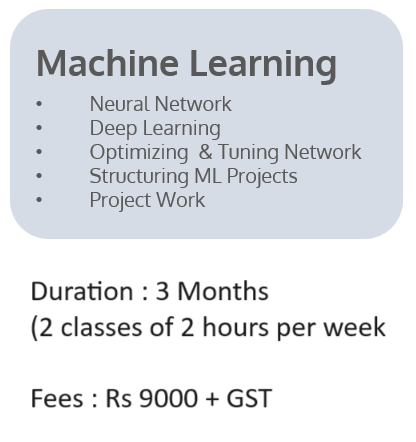 Machine Learning
• Neural Network
• Deep Learning
• Optimizing & Tuning Network
• Structuring ML Projects
• Project Work
Duration : 3 Months
(2 classes of 2 hours per week
Fees : Rs 9000 + GST